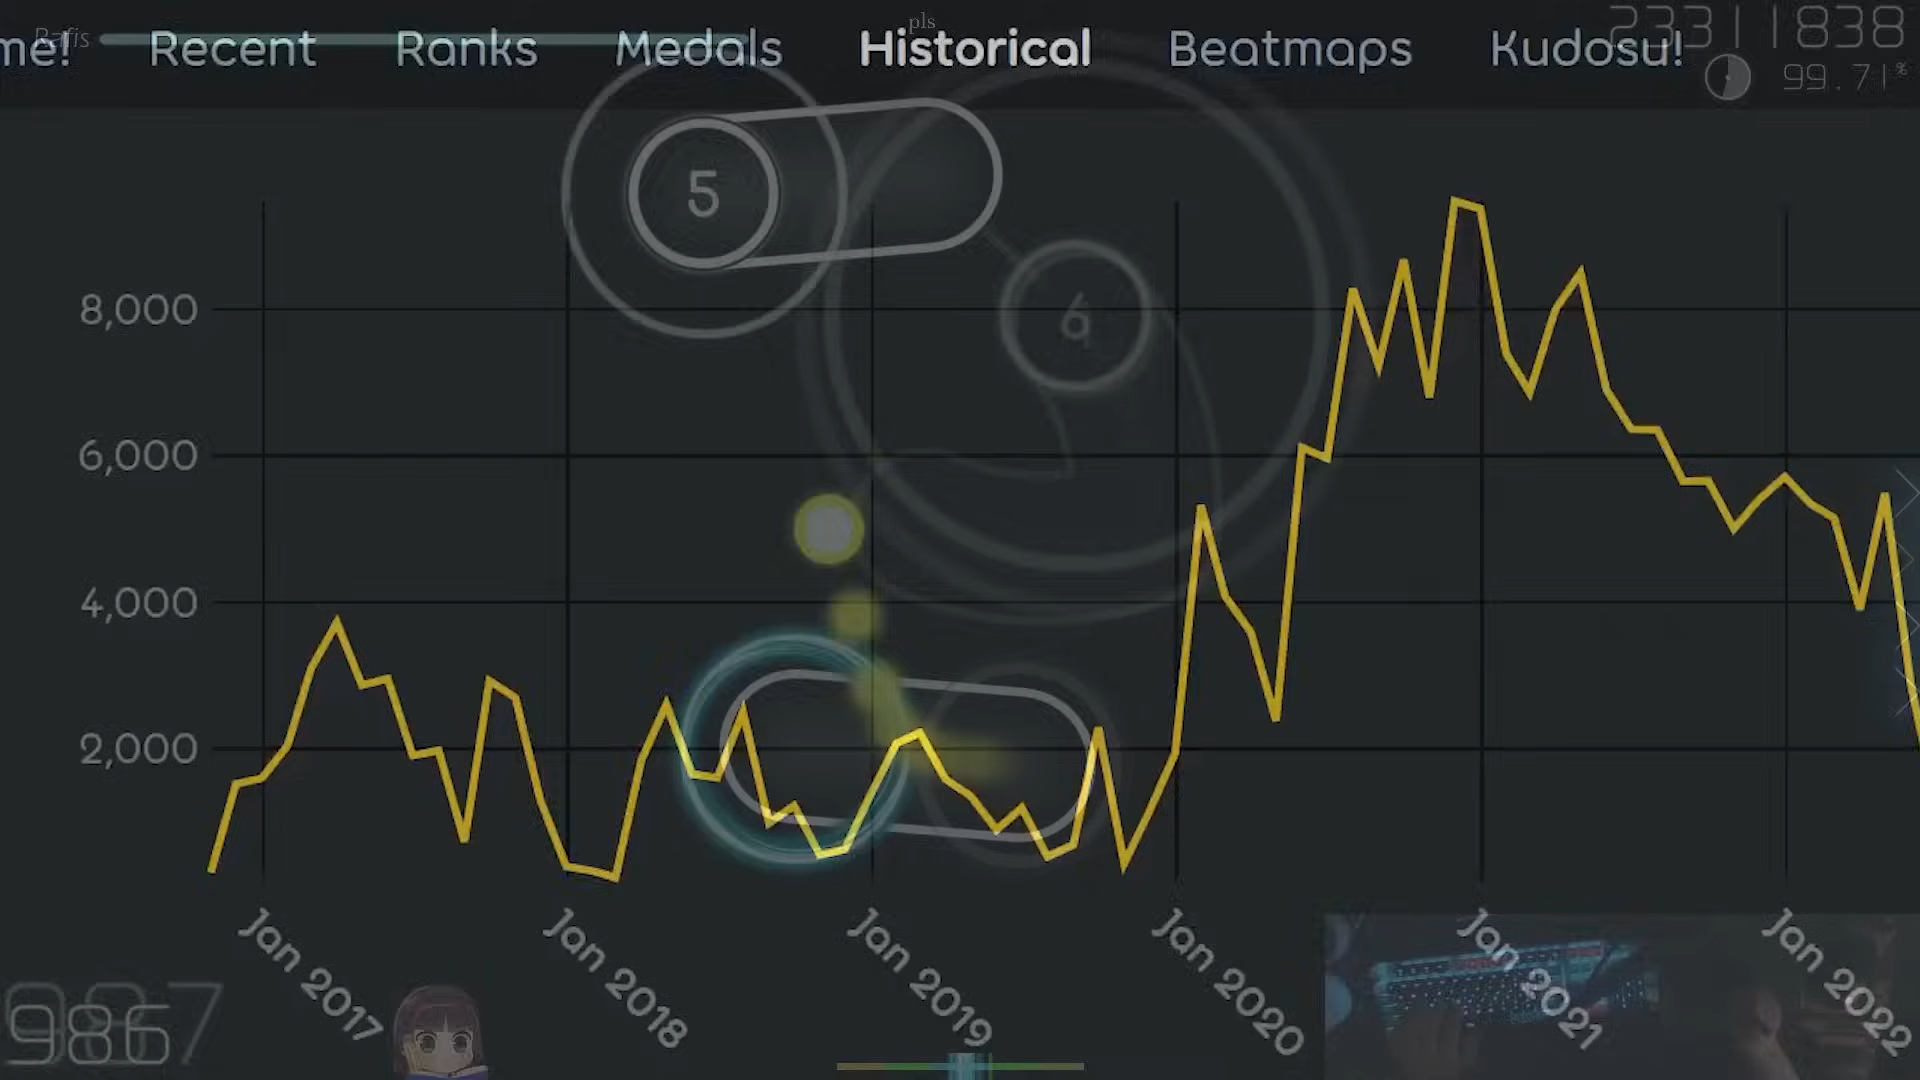 pls
Rafis
me! Recent Ranks Medals Historical Beatmaps Kudosu!
23311838
99.71%
5
6
8,000
6,000
4,000
2,000
Jan 2017
Jan 2018
Jan 2019
Jan 2020
Jan 2021
Jan 2022
986